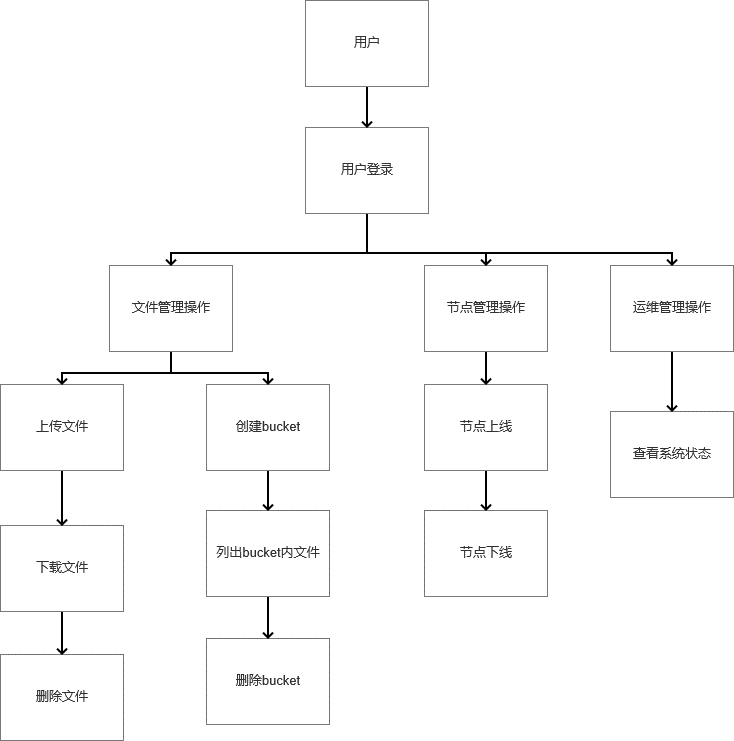 用户
用户登录
文件管理操作
节点管理操作
运维管理操作
上传文件
创建bucket
节点上线
查看系统状态
下载文件
列出bucket内文件
节点下线
删除文件
删除bucket